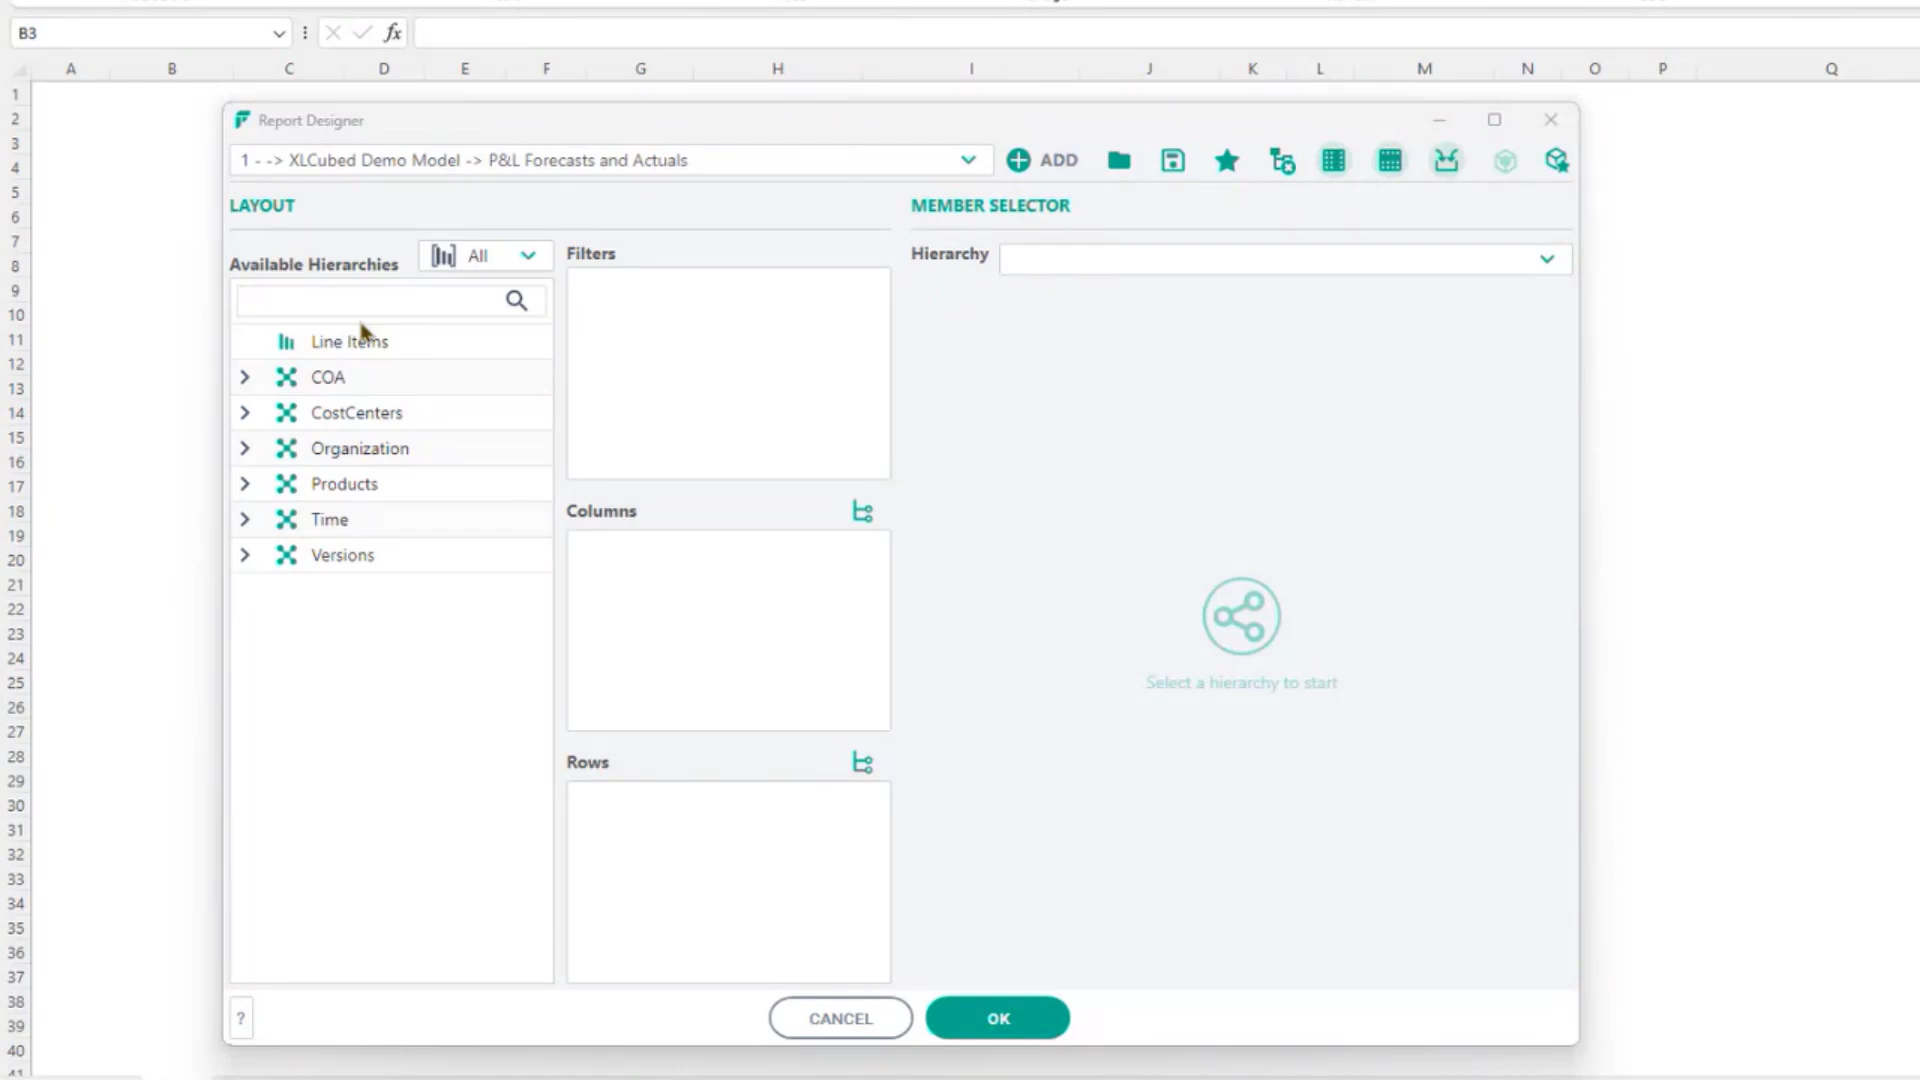 B3
fx
A B C D E F G H I J K L M N O P Q
1
2
3
4
5
6
7
8
9
10
11
12
13
14
15
16
17
18
19
20
21
22
23
24
25
26
27
28
29
30
31
32
33
34
35
36
37
38
39
40
41
Report Designer
1 - -> XLCubed Demo Model -> P&L Forecasts and Actuals
ADD
LAYOUT
Available Hierarchies
All
Line Items
COA
CostCenters
Organization
Products
Time
Versions
Filters
Columns
Rows
MEMBER SELECTOR
Hierarchy
Select a hierarchy to start
?
CANCEL
OK